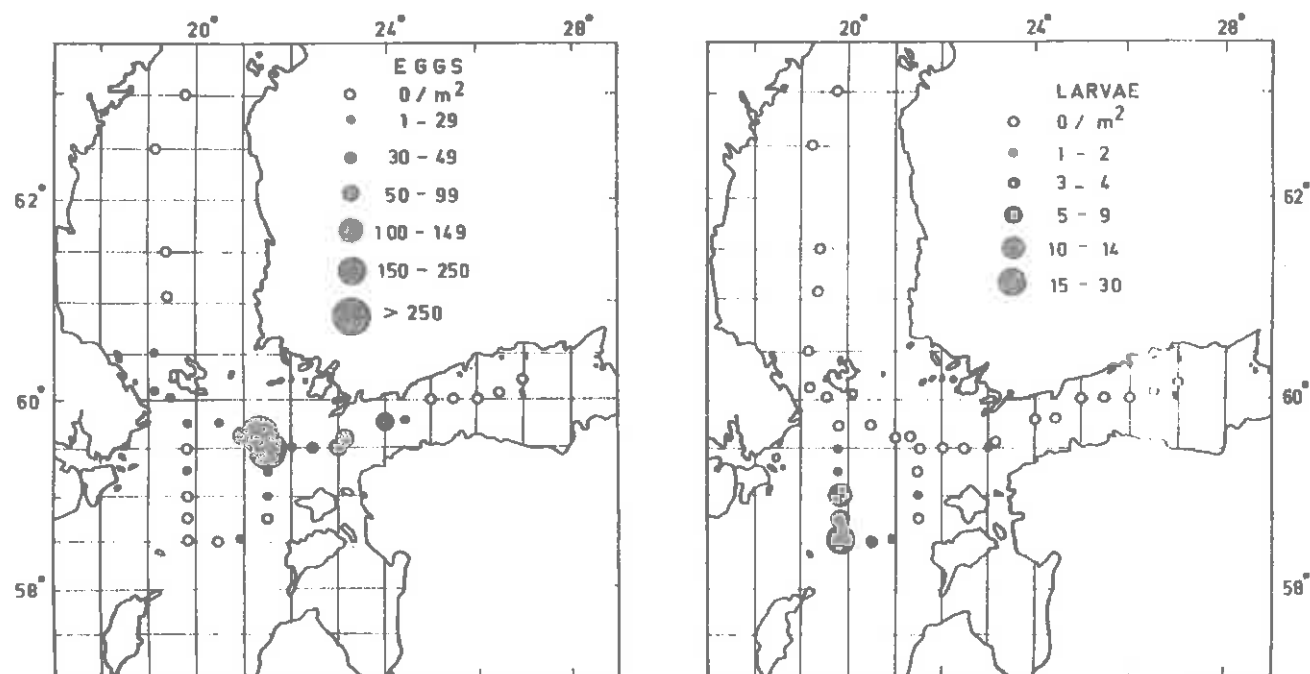 20° 24° 28°
EGGS
0/m²
1 – 29
30 – 49
50 – 99
100 – 149
150 – 250
> 250
62°
60°
58°
20° 24° 28°
LARVAE
0/m²
1 – 2
3 – 4
5 – 9
10 – 14
15 – 30
62°
60°
58°